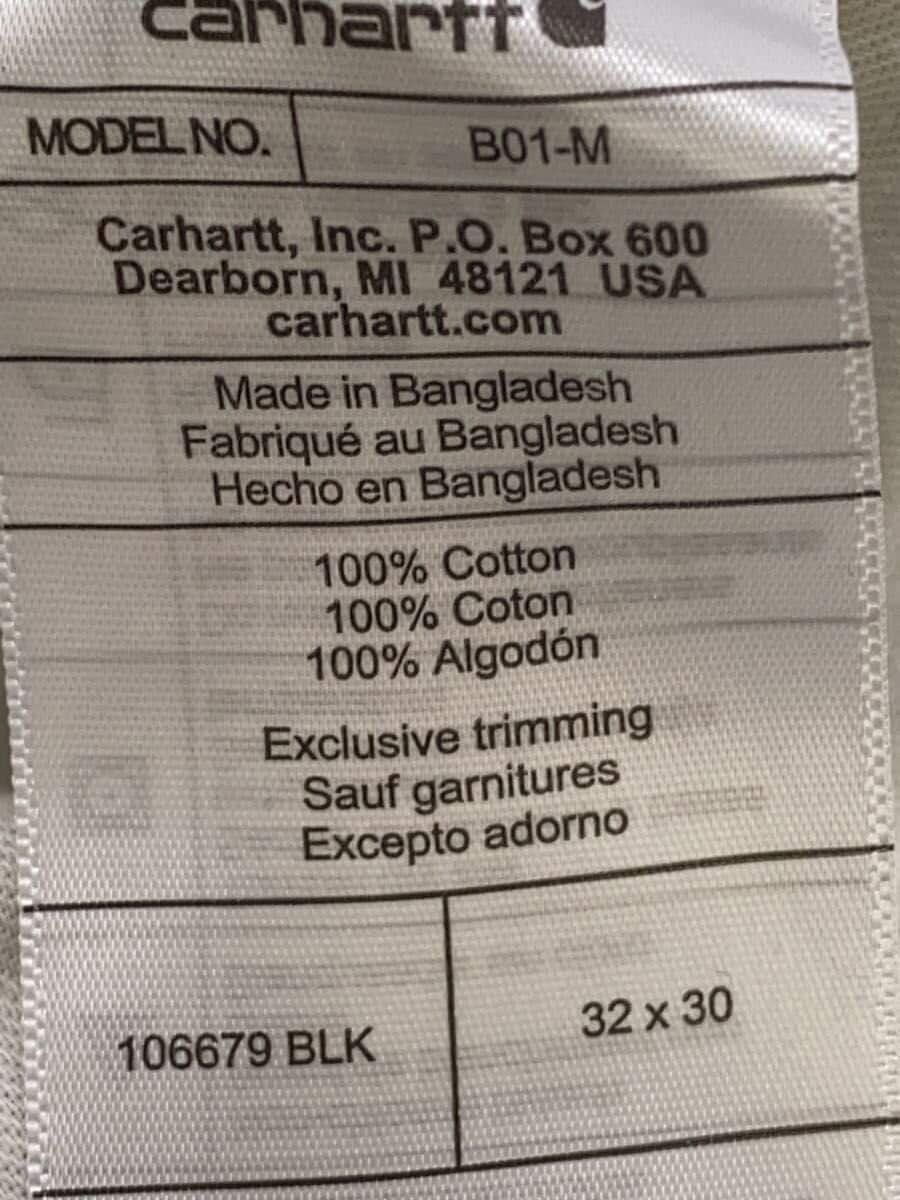 carhartt
MODEL NO. B01-M
Carhartt, Inc. P.O. Box 600
Dearborn, MI 48121 USA
carhartt.com
Made in Bangladesh
Fabriqué au Bangladesh
Hecho en Bangladesh
100% Cotton
100% Coton
100% Algodón
Exclusive trimming
Sauf garnitures
Excepto adorno
106679 BLK 32 x 30